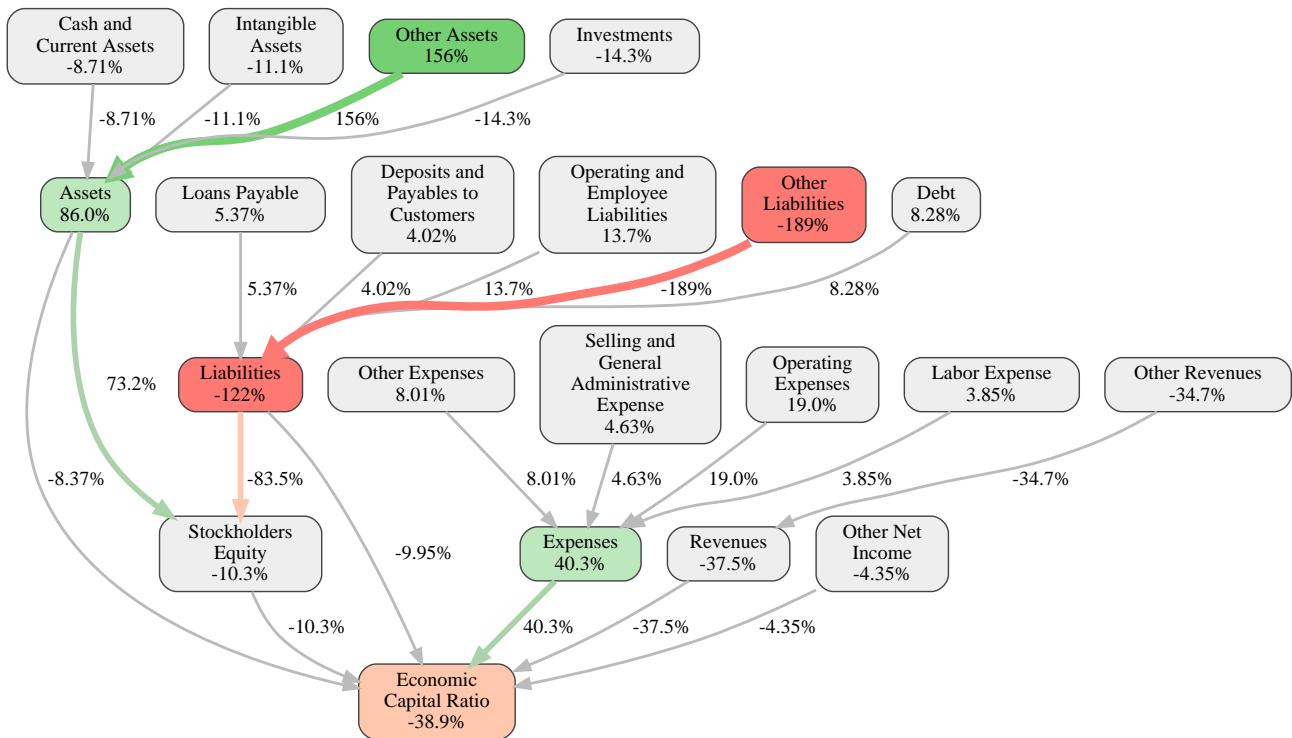 Cash and
Current Assets
-8.71%
Intangible
Assets
-11.1%
Other Assets
156%
Investments
-14.3%
-8.71%
-11.1%
156%
-14.3%
Assets
86.0%
Loans Payable
5.37%
Deposits and
Payables to
Customers
4.02%
Operating and
Employee
Liabilities
13.7%
Other
Liabilities
-189%
Debt
8.28%
5.37%
4.02%
13.7%
-189%
8.28%
73.2%
Liabilities
-122%
Other Expenses
8.01%
Selling and
General
Administrative
Expense
4.63%
Operating
Expenses
19.0%
Labor Expense
3.85%
Other Revenues
-34.7%
-8.37%
-83.5%
8.01%
4.63%
19.0%
3.85%
-34.7%
Stockholders
Equity
-10.3%
-9.95%
Expenses
40.3%
Revenues
-37.5%
Other Net
Income
-4.35%
-10.3%
40.3%
-37.5%
-4.35%
Economic
Capital Ratio
-38.9%